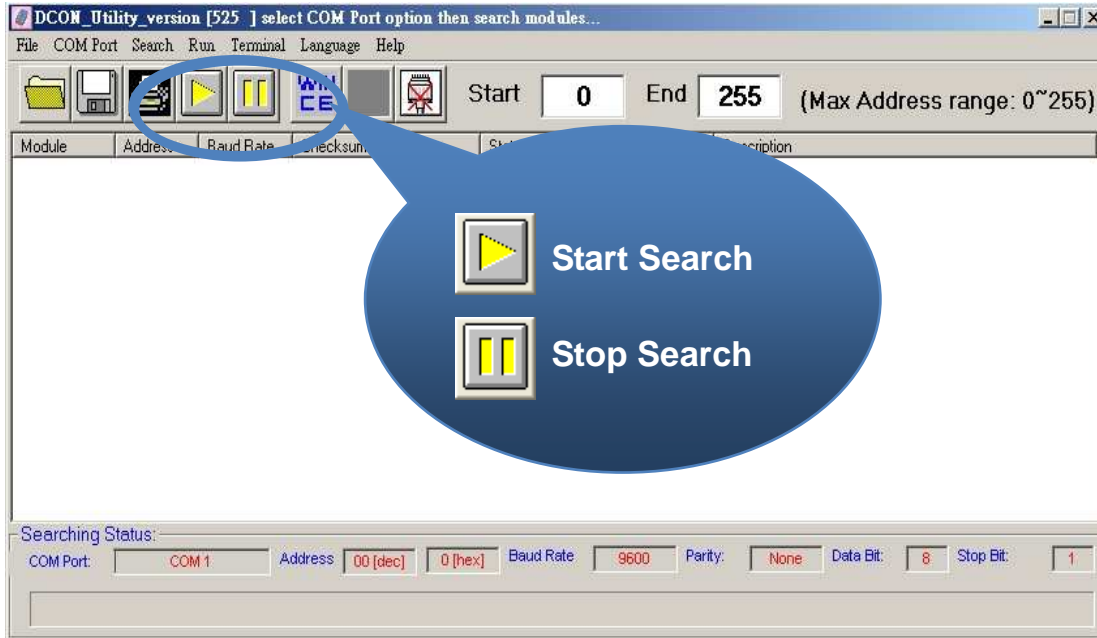 DCON_Utility_version [525 ] select COM Port option then search modules...
File COM Port Search Run Terminal Language Help
Start 0 End 255 (Max Address range: 0~255)
Module Address Baud Rate Checksum
Start Search
Stop Search
Searching Status:
COM Port: COM 1 Address 00 [dec] 0 [hex] Baud Rate 9600 Parity: None Data Bit: 8 Stop Bit: 1